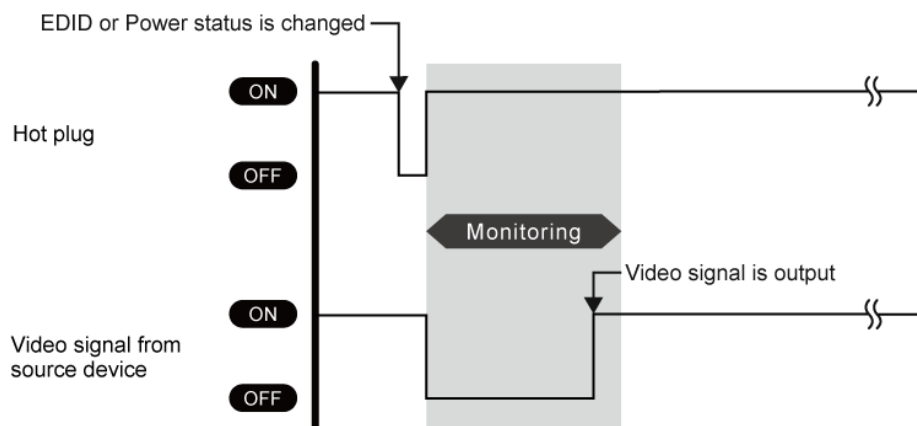 EDID or Power status is changed
ON
Hot plug
OFF
Monitoring
Video signal is output
ON
Video signal from
source device
OFF